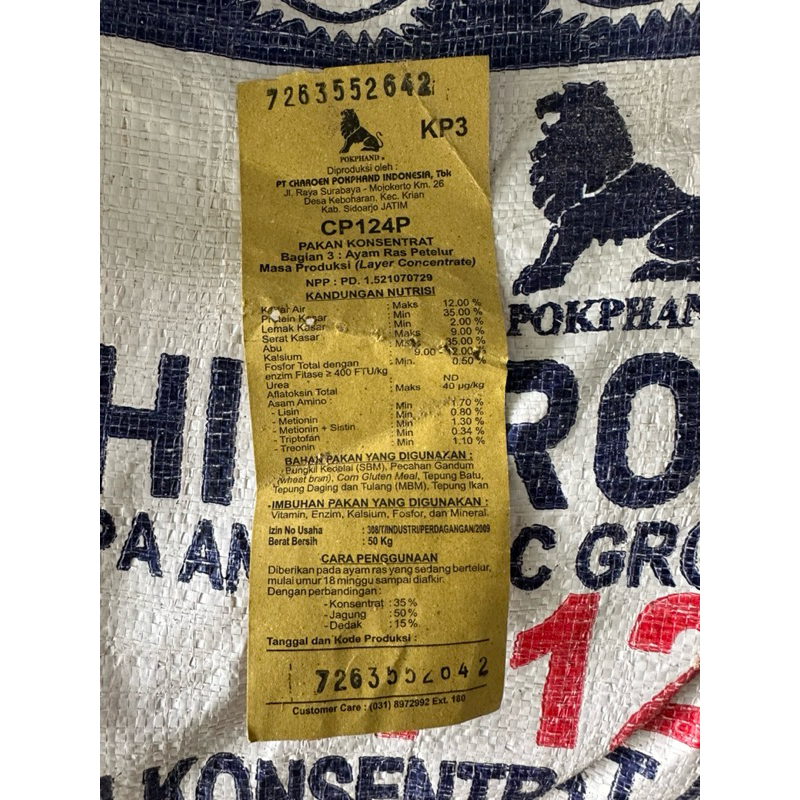 7263552642
KP3
POKPHAND
Diproduksi oleh :
PT CHAROEN POKPHAND INDONESIA, Tbk
Jl. Raya Surabaya - Mojokerto Km. 26
Desa Keboharan, Kec. Krian
Kab. Sidoarjo JATIM
CP124P
PAKAN KONSENTRAT
Bagian 3 : Ayam Ras Petelur
Masa Produksi (Layer Concentrate)
NPP : PD. 1.521070729
KANDUNGAN NUTRISI
Kadar Air : Maks 12.00 %
Protein Kasar : Min 35.00 %
Lemak Kasar : Min 2.00 %
Serat Kasar : Maks 9.00 %
Abu : Maks 35.00 %
Kalsium : 9.00 - 12.00 %
Fosfor Total dengan : Min. 0.50 %
enzim Fitase ≥ 400 FTU/kg
Urea ND
Aflatoksin Total : Maks 40 µg/kg
Asam Amino :
- Lisin : Min 1.70 %
- Metionin : Min 0.80 %
- Metionin + Sistin : Min 1.30 %
- Triptofan : Min 0.34 %
- Treonin : Min 1.10 %
BAHAN PAKAN YANG DIGUNAKAN :
Bungkil Kedelai (SBM), Pecahan Gandum
(wheat bran), Corn Gluten Meal, Tepung Batu,
Tepung Daging dan Tulang (MBM), Tepung Ikan
IMBUHAN PAKAN YANG DIGUNAKAN :
Vitamin, Enzim, Kalsium, Fosfor, dan Mineral.
Izin No Usaha : 308/T/INDUSTRI/PERDAGANGAN/2009
Berat Bersih : 50 Kg
CARA PENGGUNAAN
Diberikan pada ayam ras yang sedang bertelur,
mulai umur 18 minggu sampai diafkir.
Dengan perbandingan :
- Konsentrat : 35 %
- Jagung : 50 %
- Dedak : 15 %
Tanggal dan Kode Produksi :
7263552642
Customer Care : (031) 8972992 Ext. 180
POKPHAN
HI RO
PA AN C GRO
12
KONSENTRAT